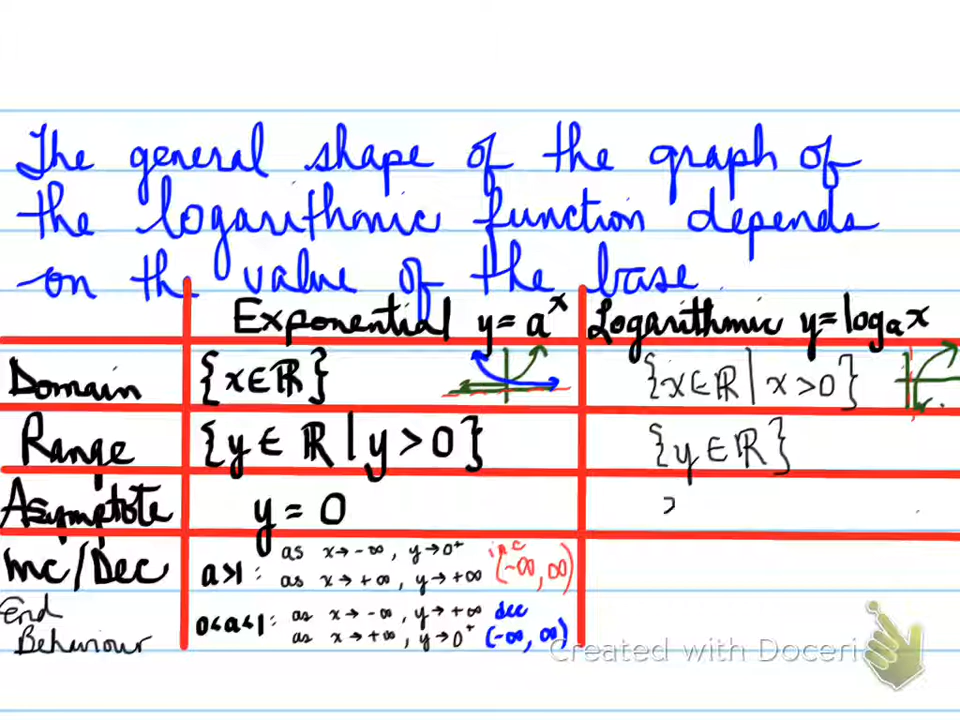 The general shape of the graph of
the logarithmic function depends
on the value of the base
Exponential y = a^x Logarithmic y = log_a x
Domain {x ∈ ℝ} {x ∈ ℝ | x > 0}
Range {y ∈ ℝ | y > 0} {y ∈ ℝ}
Asymptote y = 0
Inc/Dec a>1: as x → -∞, y → 0⁺ inc
as x → +∞, y → +∞ (-∞, ∞)
End 0<a<1: as x → -∞, y → +∞ dec
Behaviour as x → +∞, y → 0⁺ (-∞, ∞)
Created with Doceri